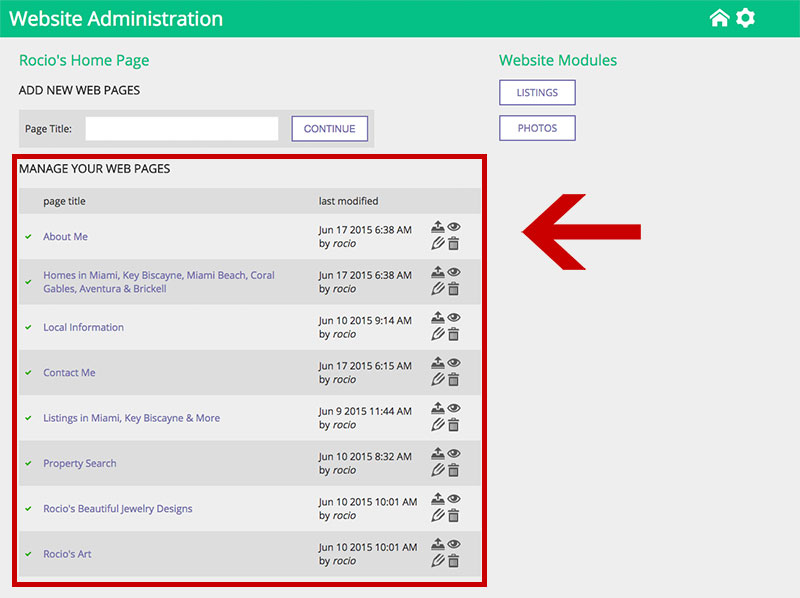 Website Administration
Rocio's Home Page
ADD NEW WEB PAGES
Page Title:
CONTINUE
Website Modules
LISTINGS
PHOTOS
MANAGE YOUR WEB PAGES
page title last modified
About Me
Jun 17 2015 6:38 AM
by rocio
Homes in Miami, Key Biscayne, Miami Beach, Coral
Gables, Aventura & Brickell
Jun 17 2015 6:38 AM
by rocio
Local Information
Jun 10 2015 9:14 AM
by rocio
Contact Me
Jun 17 2015 6:15 AM
by rocio
Listings in Miami, Key Biscayne & More
Jun 9 2015 11:44 AM
by rocio
Property Search
Jun 10 2015 8:32 AM
by rocio
Rocio's Beautiful Jewelry Designs
Jun 10 2015 10:01 AM
by rocio
Rocio's Art
Jun 10 2015 10:01 AM
by rocio